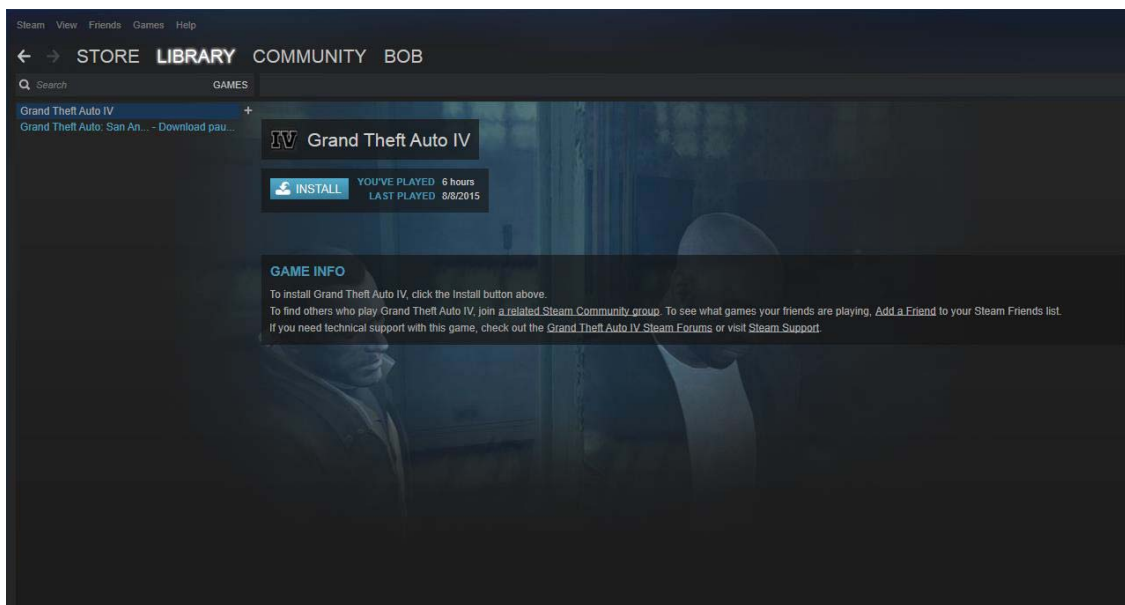 Steam View Friends Games Help
← → STORE LIBRARY COMMUNITY BOB
Search GAMES
Grand Theft Auto IV +
Grand Theft Auto: San An... - Download pau...
IV Grand Theft Auto IV
INSTALL
YOU'VE PLAYED 6 hours
LAST PLAYED 8/8/2015
GAME INFO
To install Grand Theft Auto IV, click the Install button above.
To find others who play Grand Theft Auto IV, join a related Steam Community group. To see what games your friends are playing, Add a Friend to your Steam Friends list.
If you need technical support with this game, check out the Grand Theft Auto IV Steam Forums or visit Steam Support.